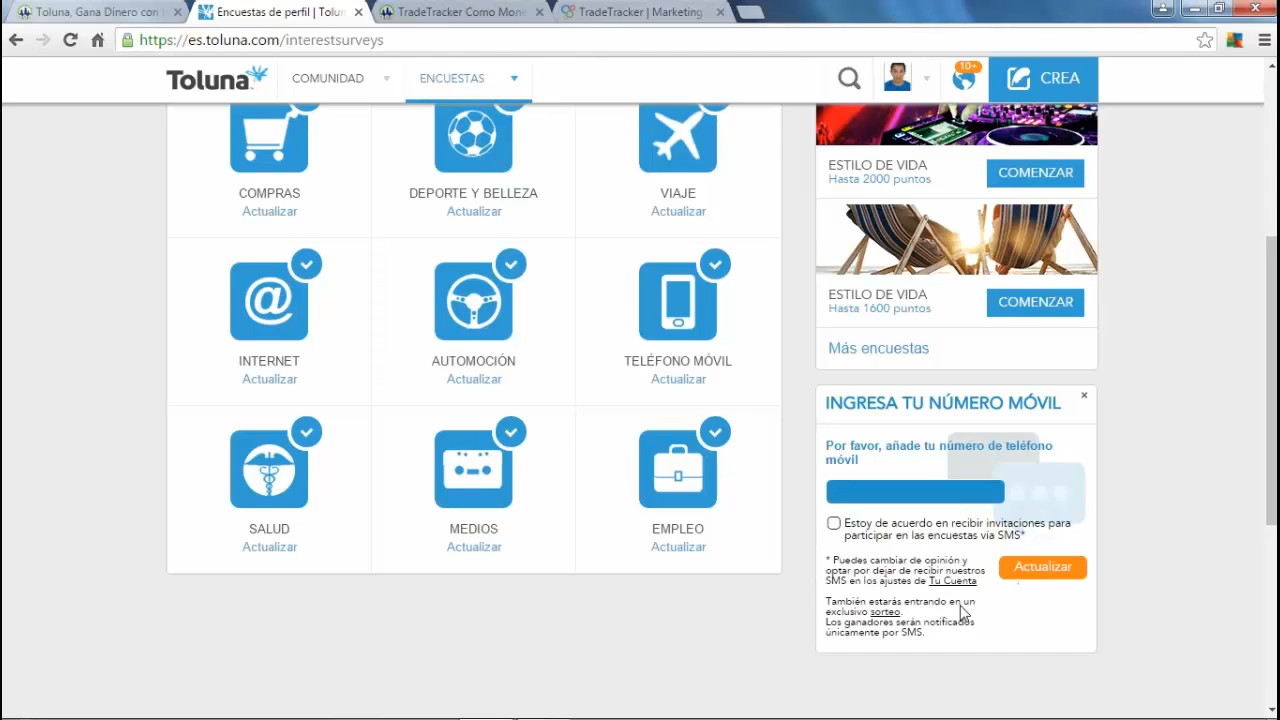 Toluna, Gana Dinero con
Encuestas de perfil | Tolun
TradeTracker Como Mon
TradeTracker | Marketing
https://es.toluna.com/interestsurveys
Toluna
COMUNIDAD
ENCUESTAS
10+
CREA
COMPRAS
Actualizar
DEPORTE Y BELLEZA
Actualizar
VIAJE
Actualizar
INTERNET
Actualizar
AUTOMOCIÓN
Actualizar
TELÉFONO MÓVIL
Actualizar
SALUD
Actualizar
MEDIOS
Actualizar
EMPLEO
Actualizar
ESTILO DE VIDA
Hasta 2000 puntos
COMENZAR
ESTILO DE VIDA
Hasta 1600 puntos
COMENZAR
Más encuestas
INGRESA TU NÚMERO MÓVIL
Por favor, añade tu número de teléfono
móvil
Estoy de acuerdo en recibir invitaciones para
participar en las encuestas vía SMS*
* Puedes cambiar de opinión y
optar por dejar de recibir nuestros
SMS en los ajustes de Tu Cuenta
Actualizar
También estarás entrando en un
exclusivo sorteo.
Los ganadores serán notificados
únicamente por SMS.